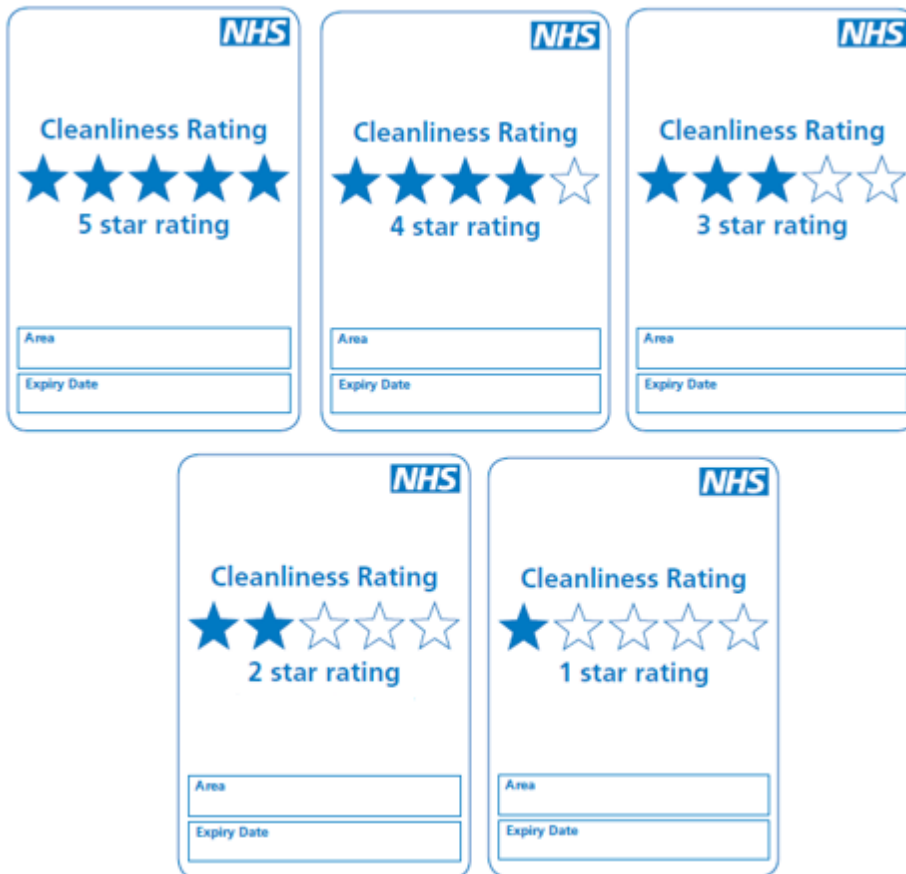 NHS
Cleanliness Rating
5 star rating
Area
Expiry Date
NHS
Cleanliness Rating
4 star rating
Area
Expiry Date
NHS
Cleanliness Rating
3 star rating
Area
Expiry Date
NHS
Cleanliness Rating
2 star rating
Area
Expiry Date
NHS
Cleanliness Rating
1 star rating
Area
Expiry Date